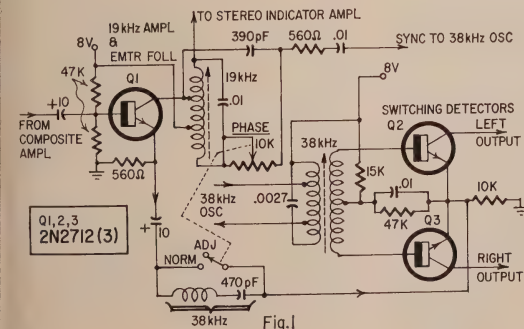 TO STEREO INDICATOR AMPL
19kHz AMPL
&
EMTR FOLL
8V
390pF
560Ω
.01
SYNC TO 38kHz OSC
47K
Q1
19kHz
.01
8V
+10
PHASE
10K
SWITCHING DETECTORS
Q2
LEFT
OUTPUT
FROM
COMPOSITE
AMPL
560Ω
38kHz
15K
.01
10K
38kHz
OSC
.0027
47K
Q3
Q1,2,3
2N2712(3)
+
10
NORM
ADJ
470pF
RIGHT
OUTPUT
38kHz
Fig.1